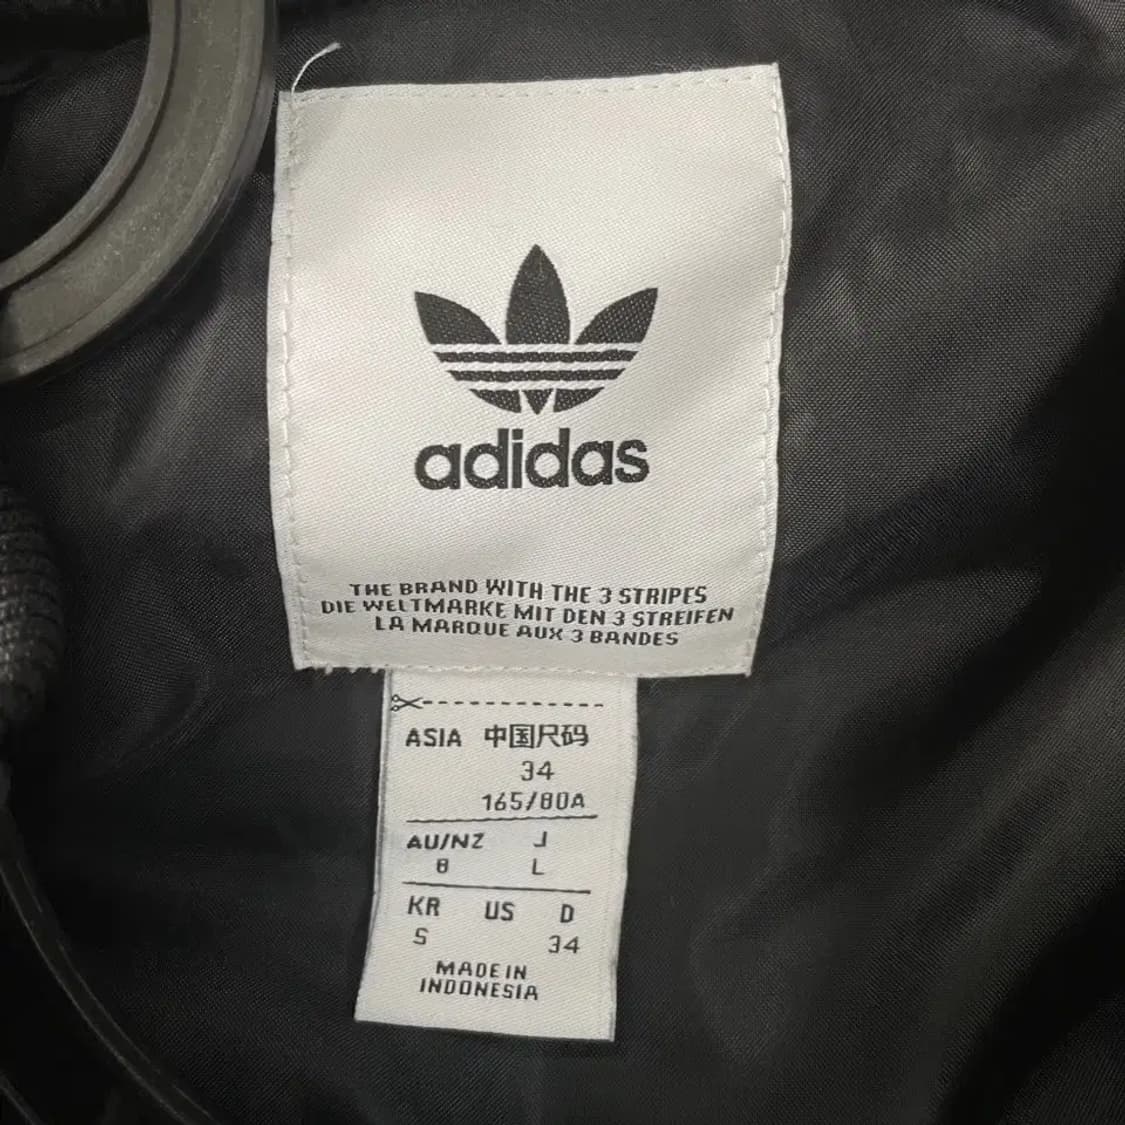 adidas
THE BRAND WITH THE 3 STRIPES
DIE WELTMARKE MIT DEN 3 STREIFEN
LA MARQUE AUX 3 BANDES
ASIA 中国尺码
34
165/80A
AU/NZ J
8 L
KR US D
S 34
MADE IN
INDONESIA